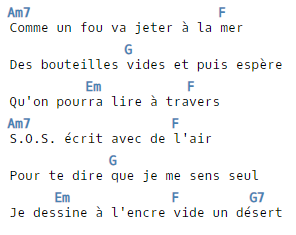 Am7 F
Comme un fou va jeter à la mer
G
Des bouteilles vides et puis espère
Em F
Qu'on pourra lire à travers
Am7 F
S.O.S. écrit avec de l'air
G
Pour te dire que je me sens seul
Em F G7
Je dessine à l'encre vide un désert